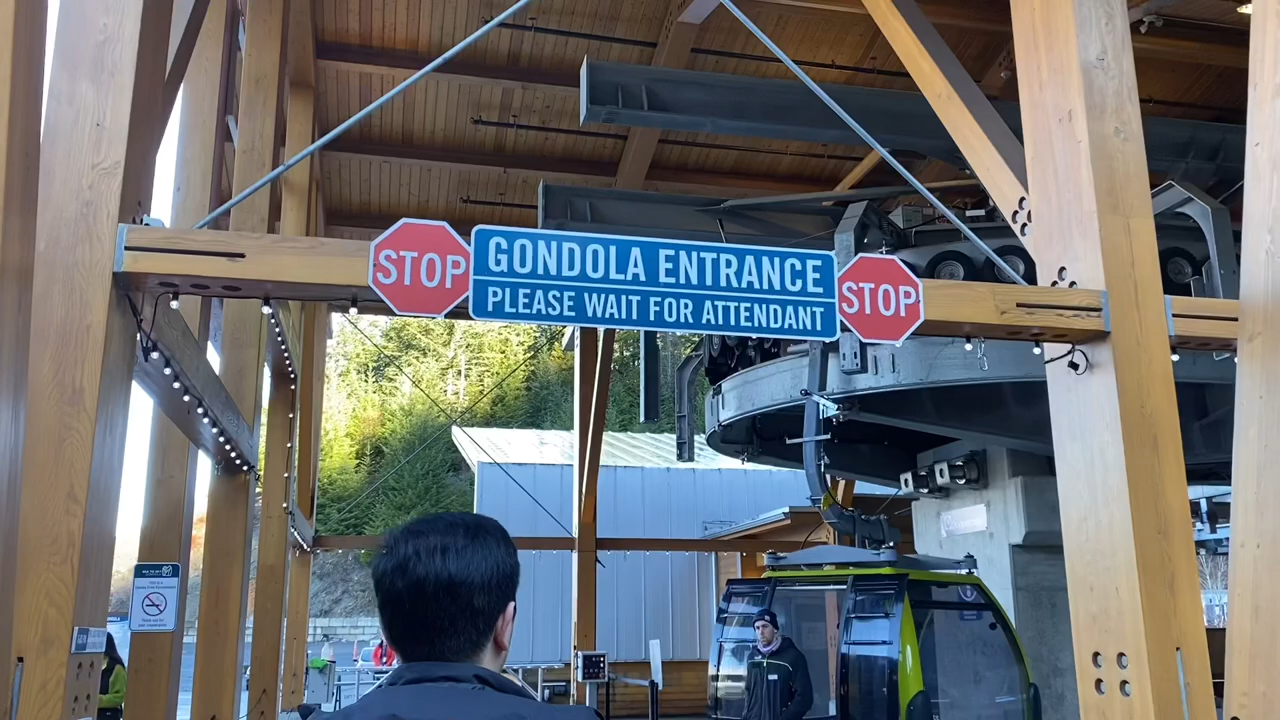 STOP
GONDOLA ENTRANCE
PLEASE WAIT FOR ATTENDANT
STOP